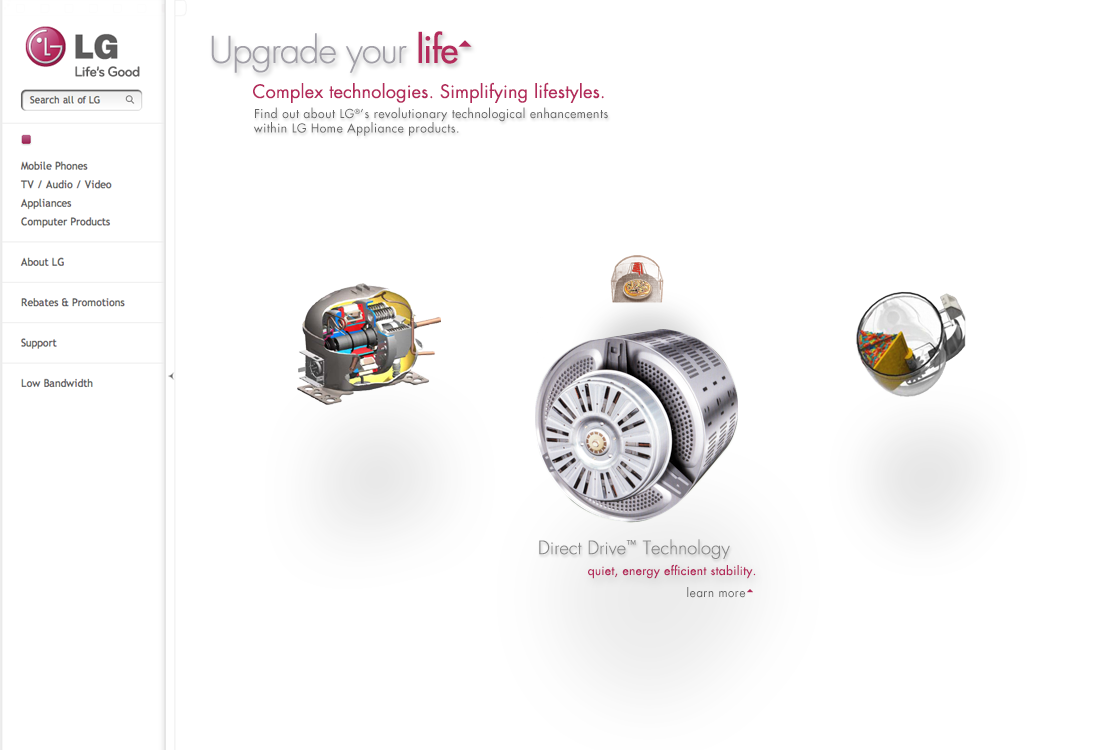 LG
Life's Good
Search all of LG
Mobile Phones
TV / Audio / Video
Appliances
Computer Products
About LG
Rebates & Promotions
Support
Low Bandwidth
Upgrade your life
Complex technologies. Simplifying lifestyles.
Find out about LG®'s revolutionary technological enhancements
within LG Home Appliance products.
Direct Drive™ Technology
quiet, energy efficient stability.
learn more